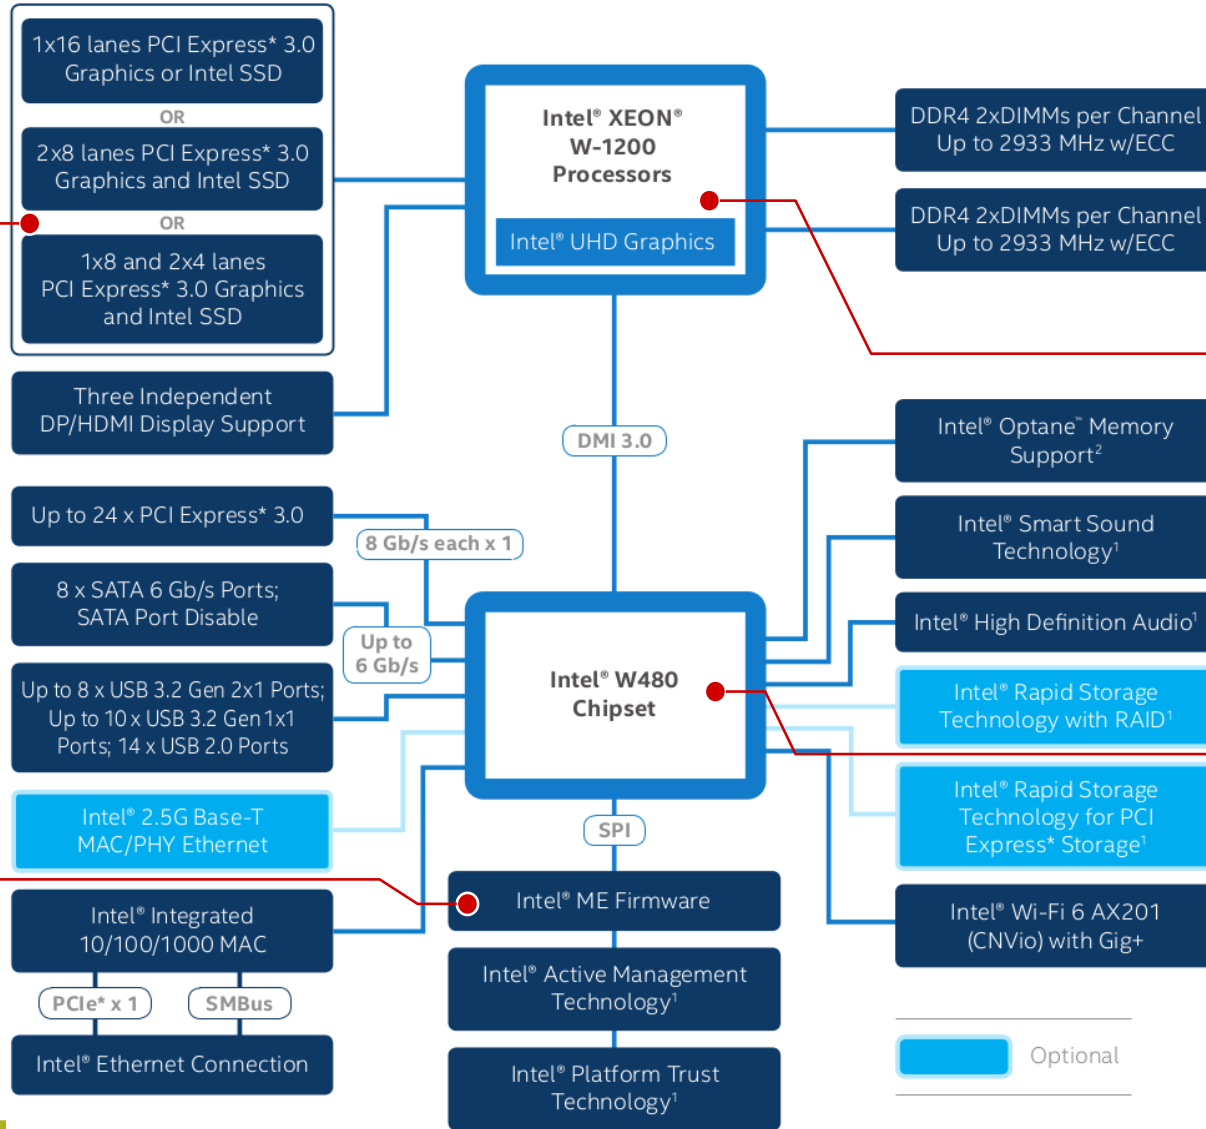 1x16 lanes PCI Express* 3.0
Graphics or Intel SSD
OR
2x8 lanes PCI Express* 3.0
Graphics and Intel SSD
OR
1x8 and 2x4 lanes
PCI Express* 3.0 Graphics
and Intel SSD
Three Independent
DP/HDMI Display Support
Intel® XEON®
W-1200
Processors
Intel® UHD Graphics
DDR4 2xDIMMs per Channel
Up to 2933 MHz w/ECC
DDR4 2xDIMMs per Channel
Up to 2933 MHz w/ECC
DMI 3.0
Up to 24 x PCI Express* 3.0
8 Gb/s each x 1
8 x SATA 6 Gb/s Ports;
SATA Port Disable
Up to
6 Gb/s
Up to 8 x USB 3.2 Gen 2x1 Ports;
Up to 10 x USB 3.2 Gen 1x1
Ports; 14 x USB 2.0 Ports
Intel® 2.5G Base-T
MAC/PHY Ethernet
Intel® Integrated
10/100/1000 MAC
PCIe* x 1
SMBus
Intel® Ethernet Connection
Intel® W480
Chipset
SPI
Intel® ME Firmware
Intel® Active Management
Technology¹
Intel® Platform Trust
Technology¹
Intel® Optane™ Memory
Support²
Intel® Smart Sound
Technology¹
Intel® High Definition Audio¹
Intel® Rapid Storage
Technology with RAID¹
Intel® Rapid Storage
Technology for PCI
Express* Storage¹
Intel® Wi-Fi 6 AX201
(CNVio) with Gig+
Optional